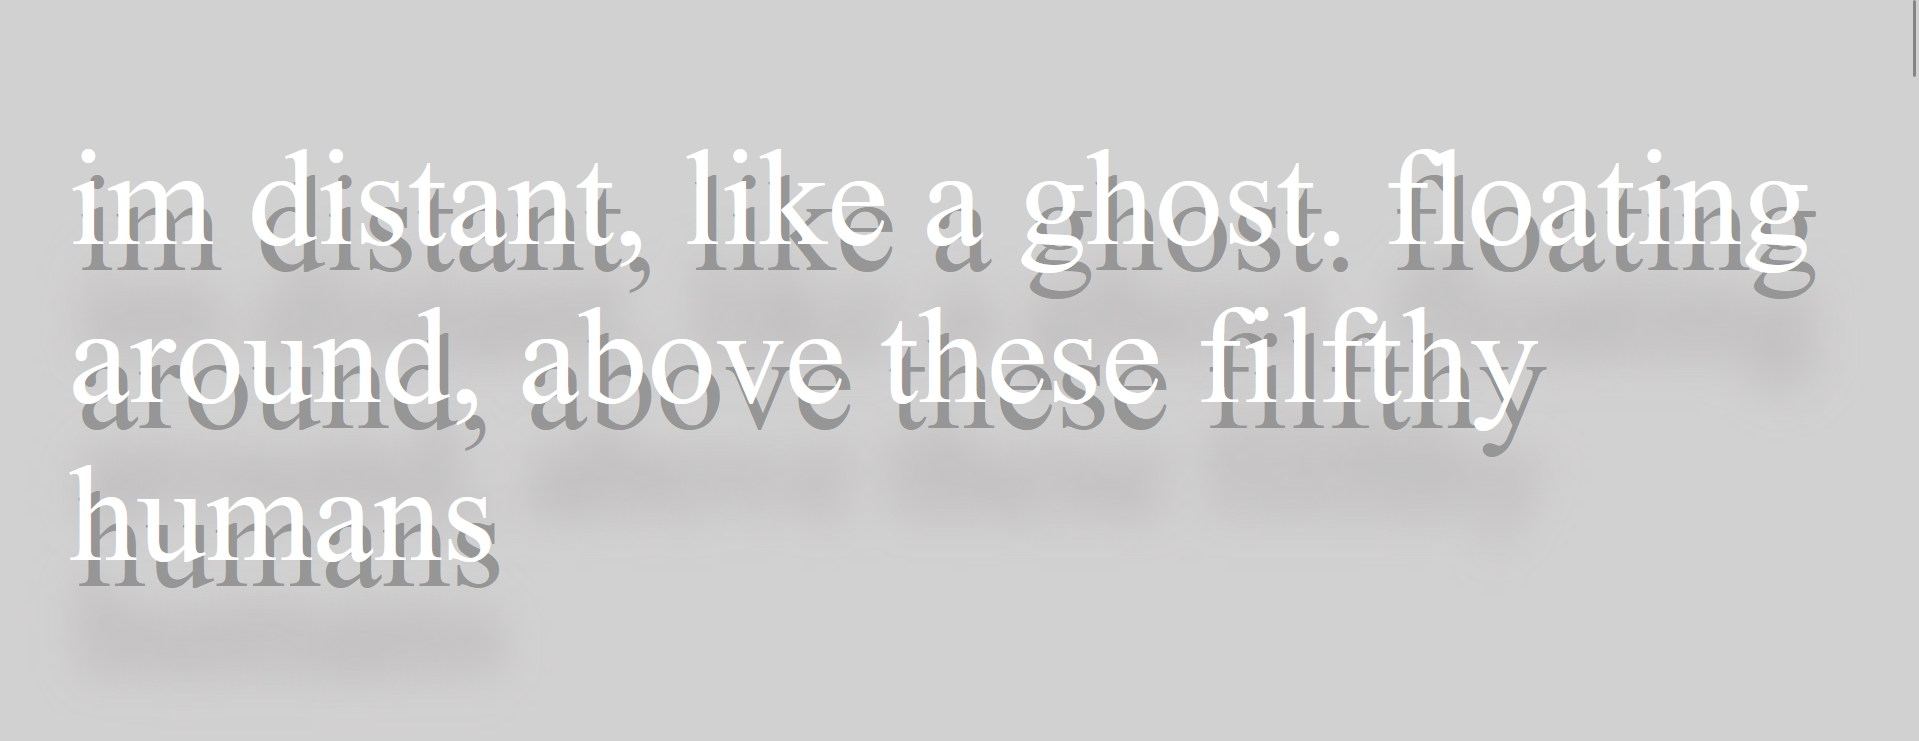 im distant, like a ghost. floating
around, above these filfthy
humans